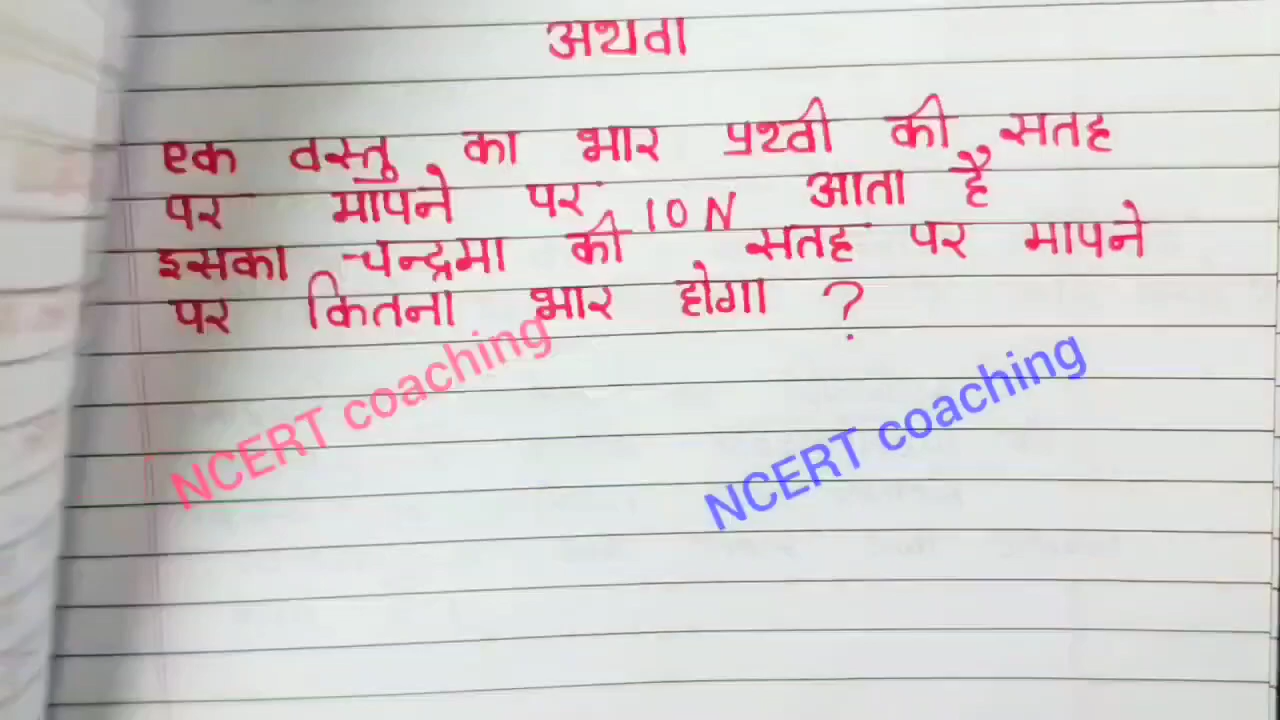 अथवा
एक वस्तु का भार प्रथ्वी की सतह
पर मापने पर 10 N आता है
इसका चन्द्रमा की सतह पर मापने
पर कितना भार होगा ?
NCERT coaching
NCERT coaching